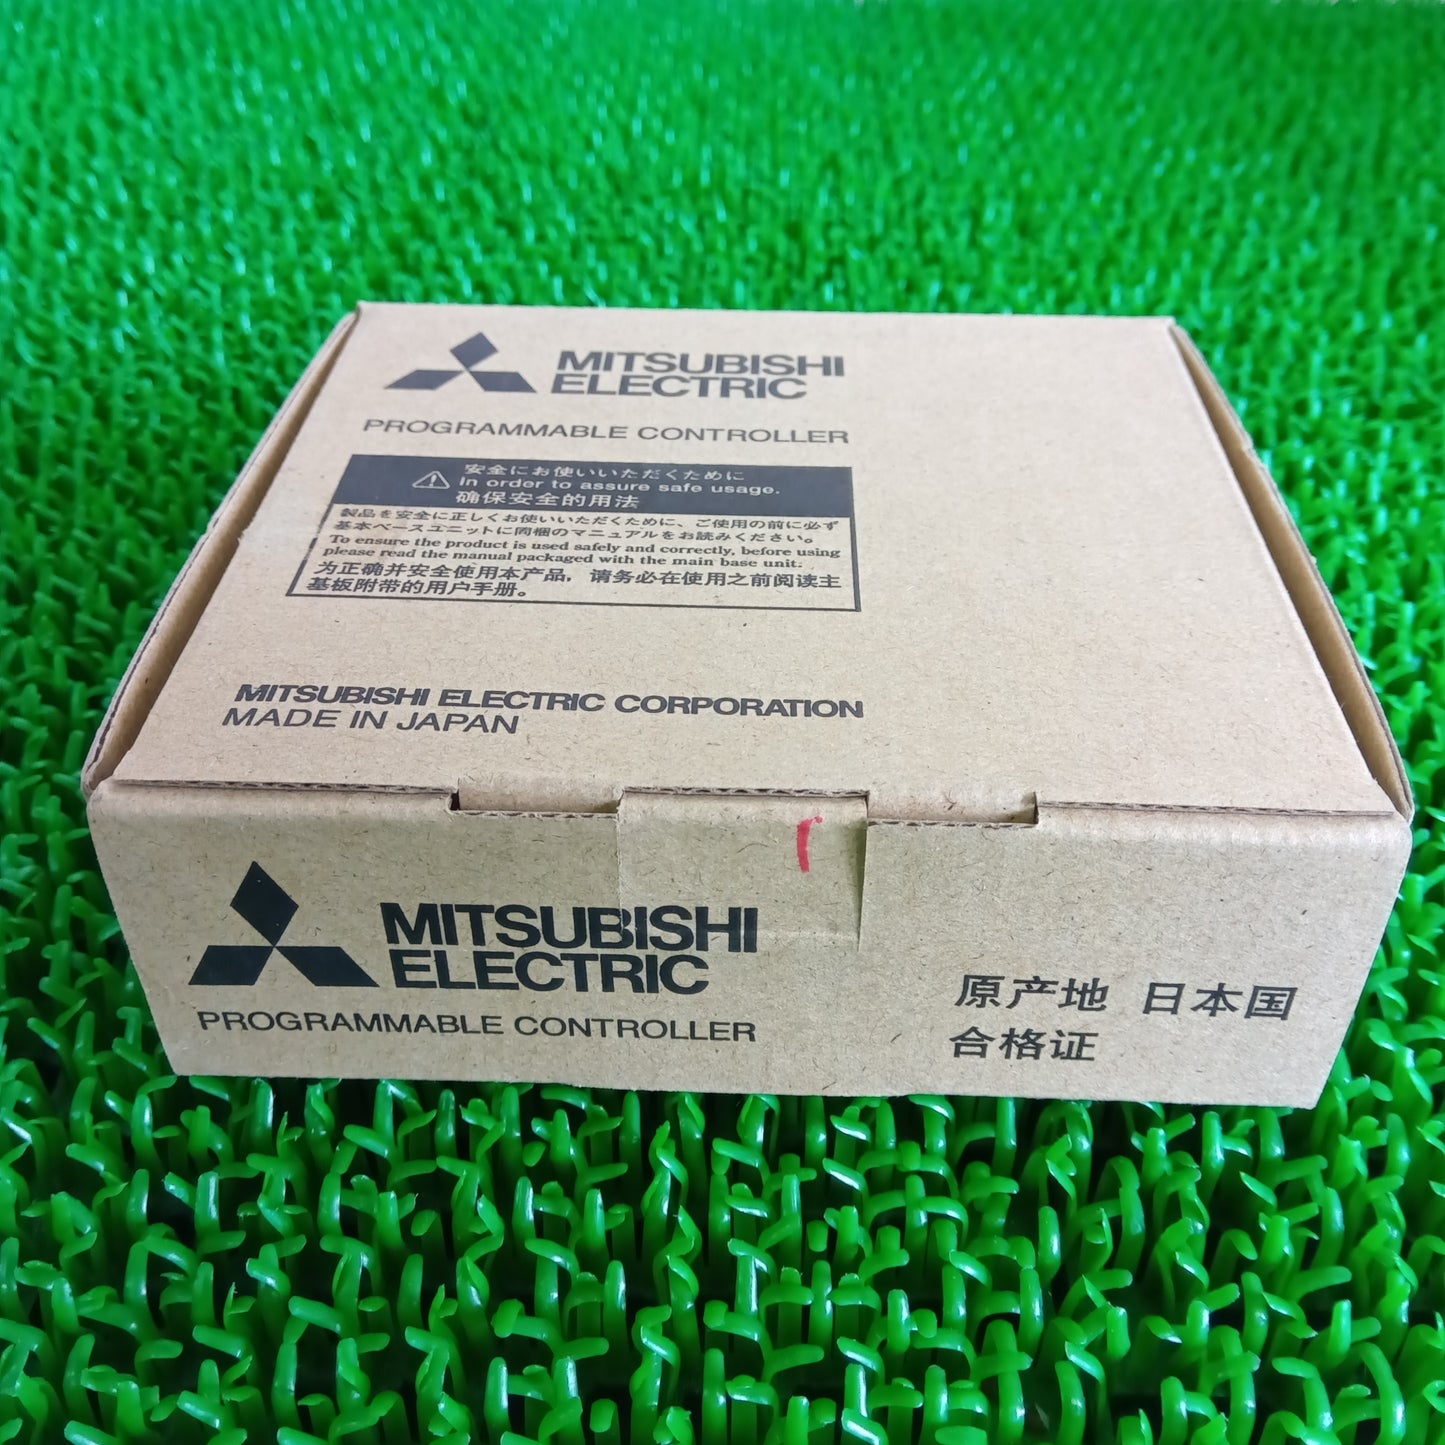 MITSUBISHI
ELECTRIC
PROGRAMMABLE CONTROLLER
安全にお使いいただくために
In order to assure safe usage.
确保安全的用法
製品を安全に正しくお使いいただくために、ご使用の前に必ず
基本ベースユニットに同梱のマニュアルをお読みください。
To ensure the product is used safely and correctly, before using
please read the manual packaged with the main base unit.
为正确并安全使用本产品，请务必在使用之前阅读主
基板附带的用户手册。
MITSUBISHI ELECTRIC CORPORATION
MADE IN JAPAN
MITSUBISHI
ELECTRIC
PROGRAMMABLE CONTROLLER
原产地 日本国
合格证